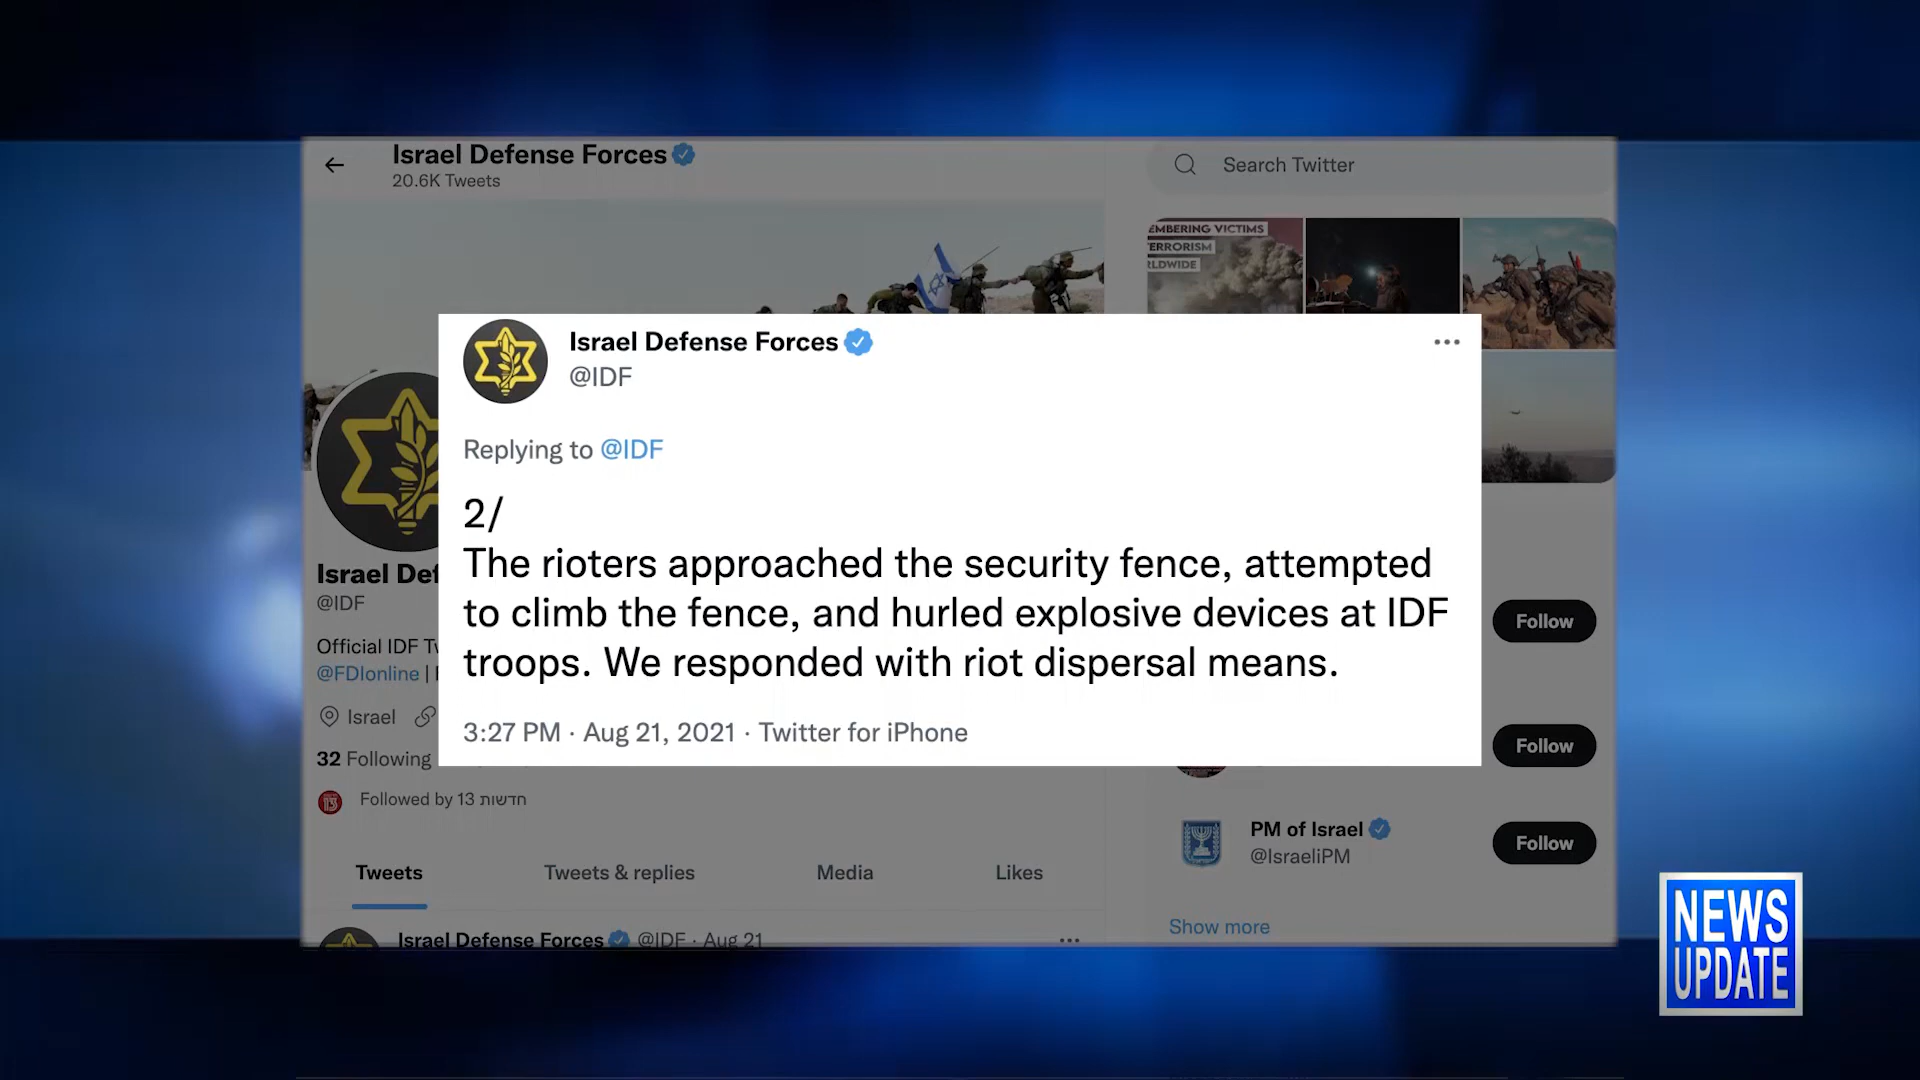 Israel Defense Forces
20.6K Tweets
Search Twitter
EMBERING VICTIMS
ERRORISM
RLDWIDE
Israel Defense Forces
@IDF
Replying to @IDF
2/
The rioters approached the security fence, attempted
to climb the fence, and hurled explosive devices at IDF
troops. We responded with riot dispersal means.
3:27 PM · Aug 21, 2021 · Twitter for iPhone
Israel Def
@IDF
Official IDF Tw
@FDIonline |
Israel
32 Following
Followed by 13 חדשות
Tweets
Tweets & replies
Media
Likes
Israel Defense Forces @IDF · Aug 21
Follow
Follow
PM of Israel
@IsraeliPM
Follow
Show more
NEWS
UPDATE